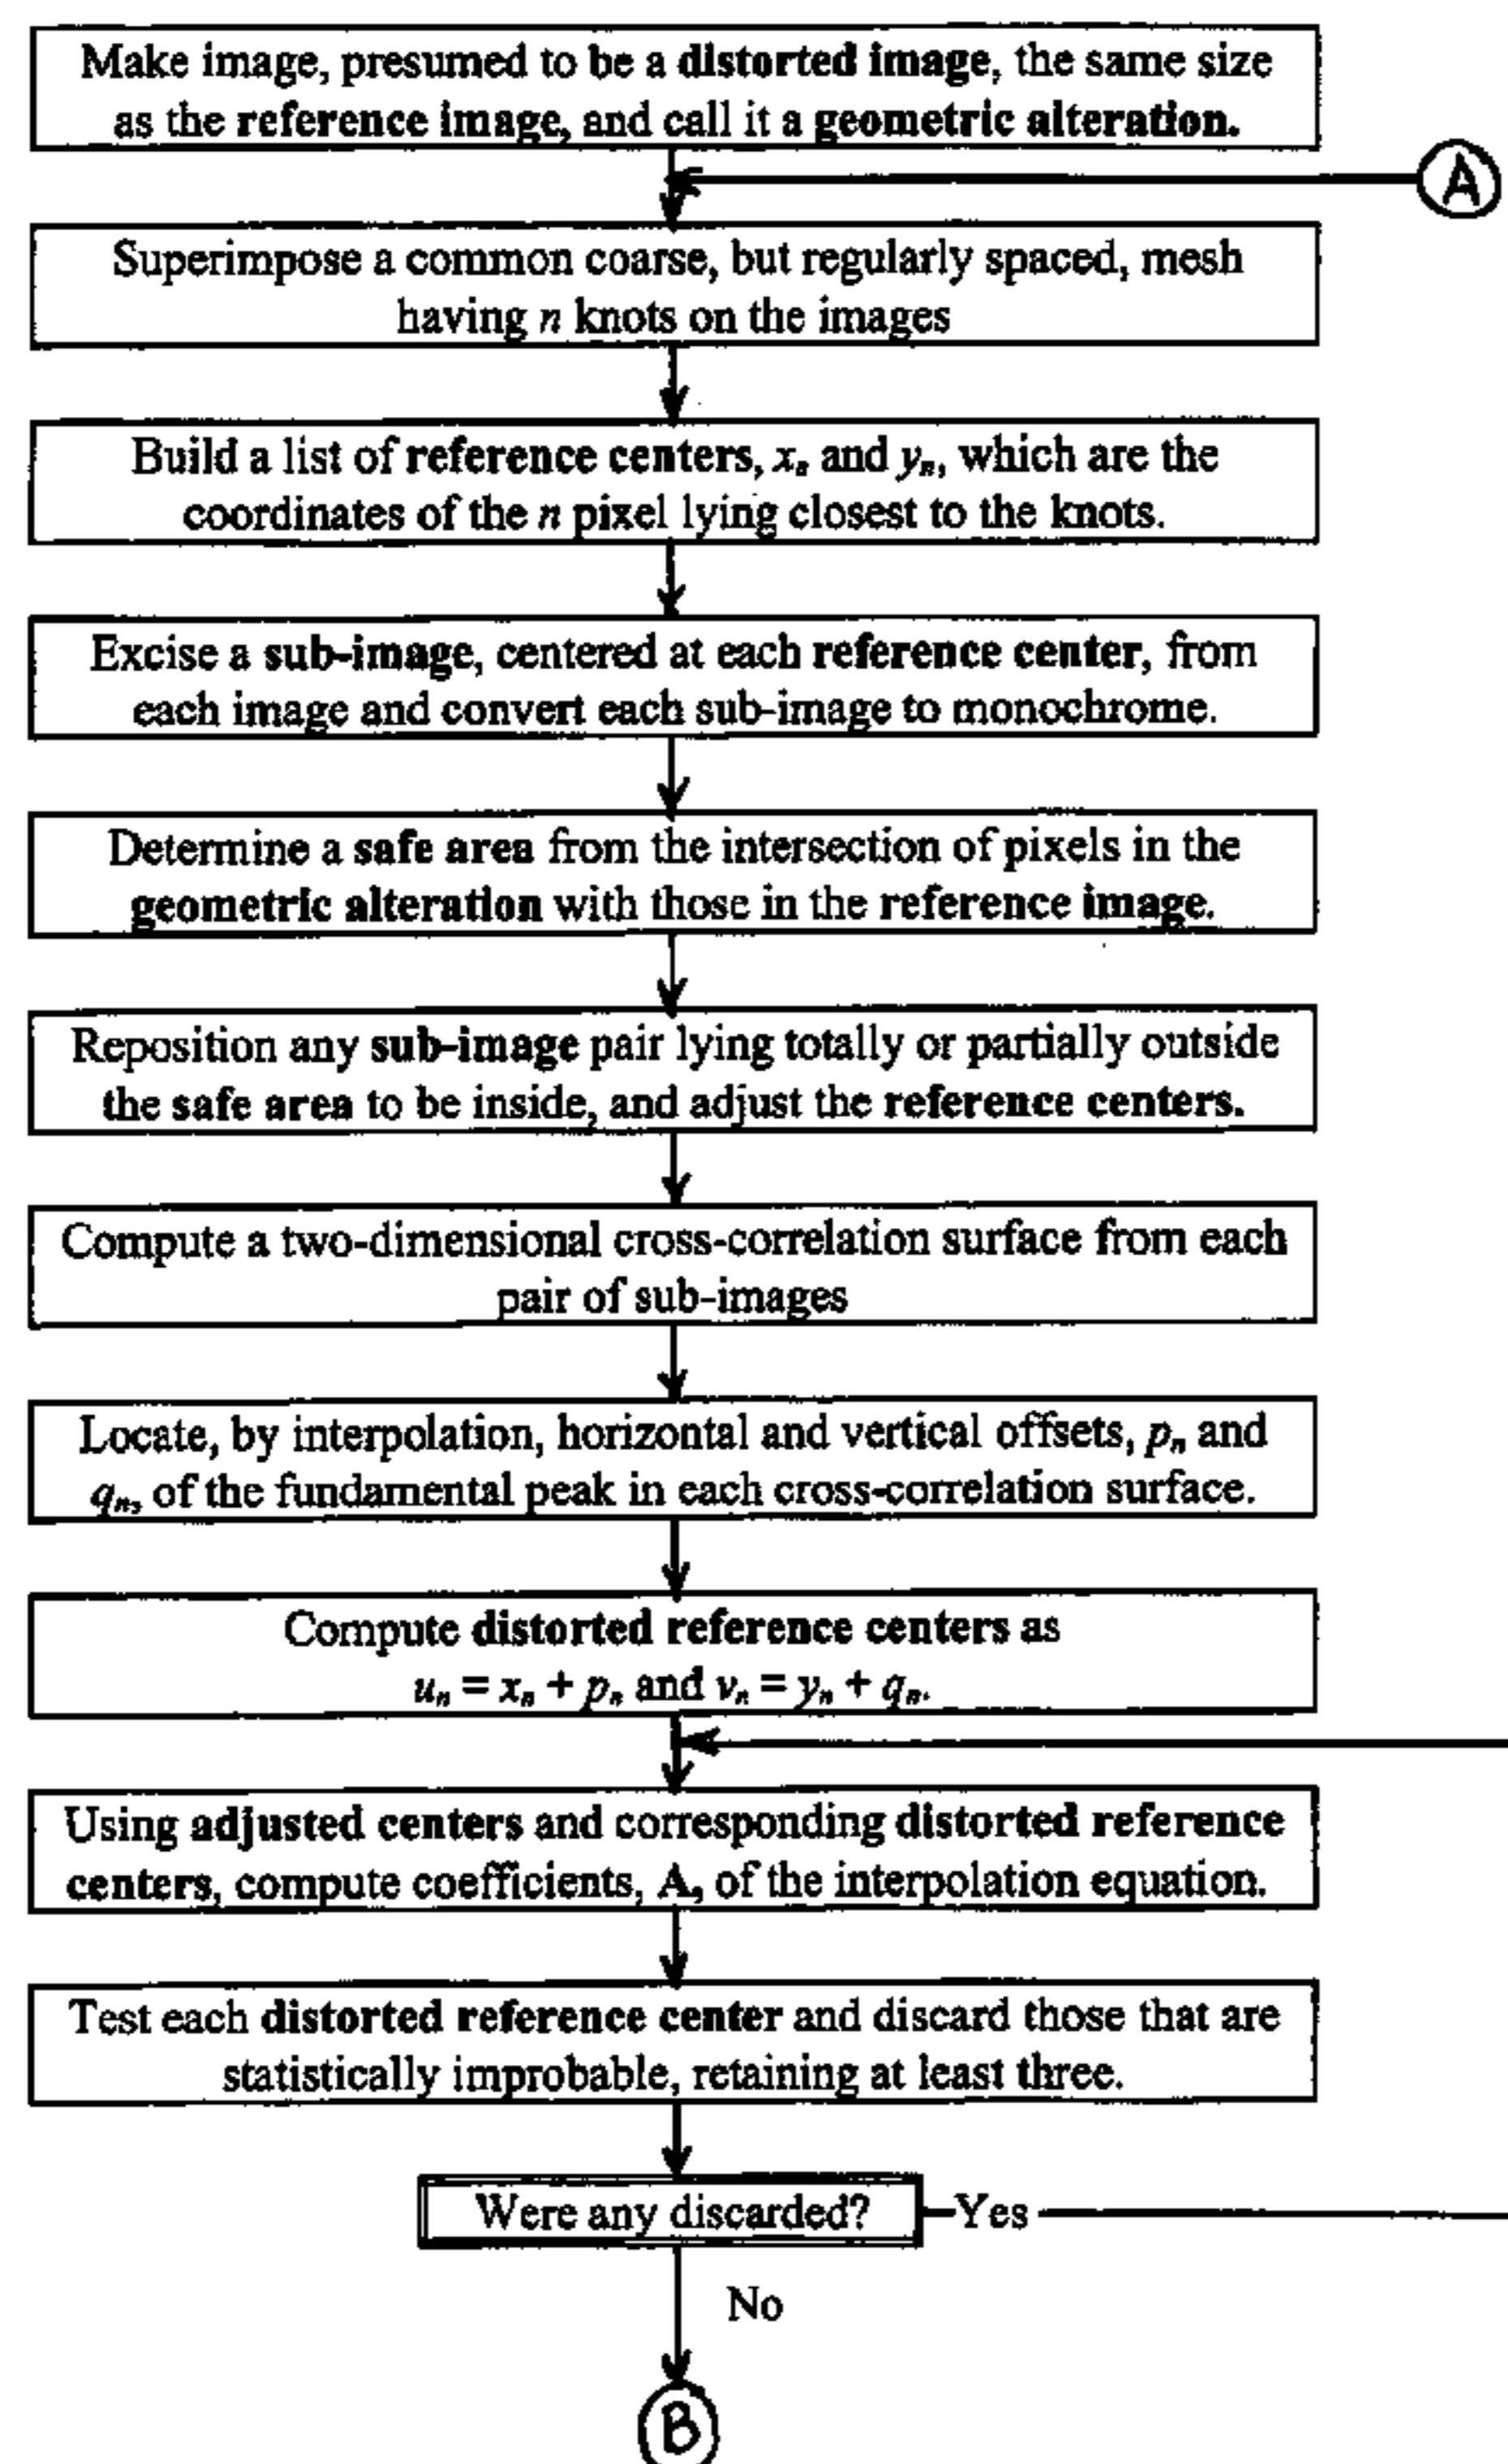 Make image, presumed to be a distorted image, the same size
as the reference image, and call it a geometric alteration.
A
Superimpose a common coarse, but regularly spaced, mesh
having n knots on the images
Build a list of reference centers, xₙ and yₙ, which are the
coordinates of the n pixel lying closest to the knots.
Excise a sub-image, centered at each reference center, from
each image and convert each sub-image to monochrome.
Determine a safe area from the intersection of pixels in the
geometric alteration with those in the reference image.
Reposition any sub-image pair lying totally or partially outside
the safe area to be inside, and adjust the reference centers.
Compute a two-dimensional cross-correlation surface from each
pair of sub-images
Locate, by interpolation, horizontal and vertical offsets, pₙ and
qₙ, of the fundamental peak in each cross-correlation surface.
Compute distorted reference centers as
uₙ = xₙ + pₙ and vₙ = yₙ + qₙ.
Using adjusted centers and corresponding distorted reference
centers, compute coefficients, A, of the interpolation equation.
Test each distorted reference center and discard those that are
statistically improbable, retaining at least three.
Were any discarded? Yes
No
B